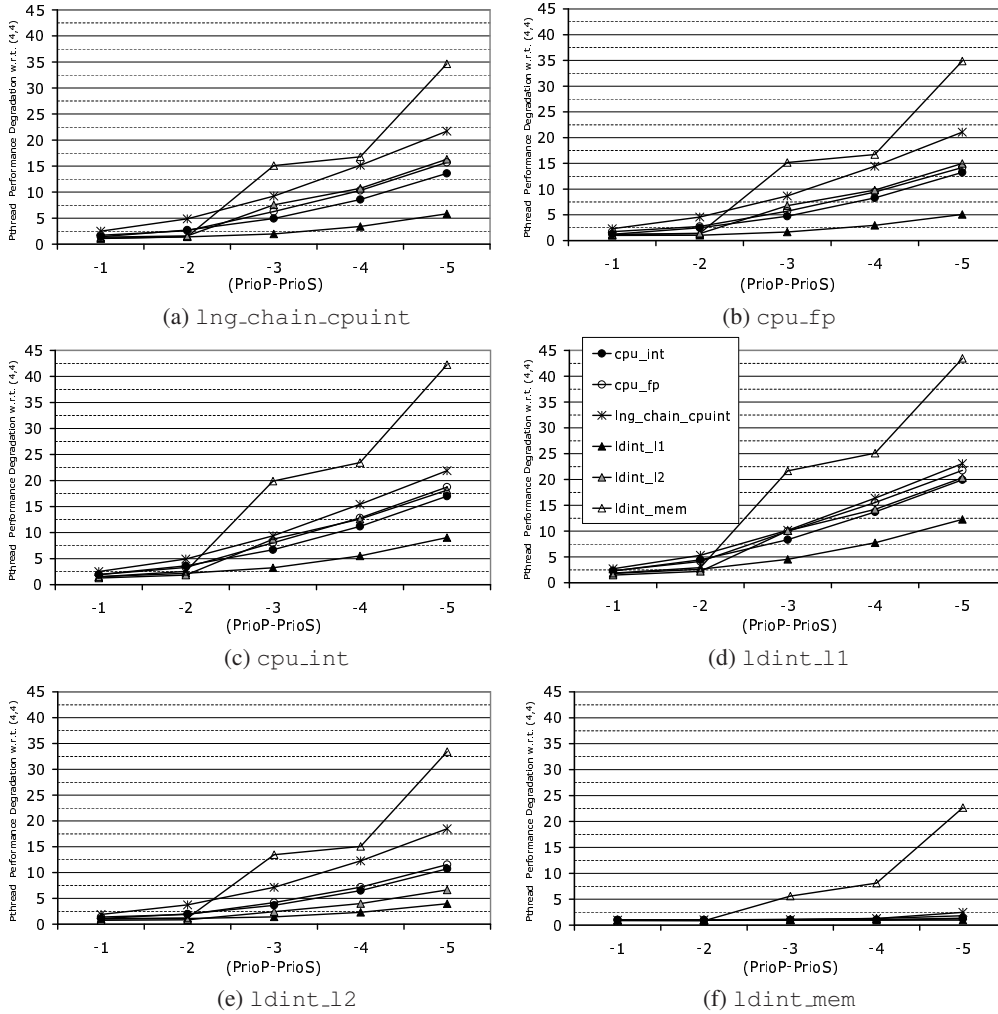 Pthread Performance Degradation w.r.t. (4,4)
45
40
35
30
25
20
15
10
5
0
-1 -2 -3 -4 -5
(PrioP-PrioS)
(a) lng_chain_cpuint
Pthread Performance Degradation w.r.t. (4,4)
45
40
35
30
25
20
15
10
5
0
-1 -2 -3 -4 -5
(PrioP-PrioS)
(b) cpu_fp
Pthread Performance Degradation w.r.t. (4,4)
45
40
35
30
25
20
15
10
5
0
-1 -2 -3 -4 -5
(PrioP-PrioS)
(c) cpu_int
Pthread Performance Degradation w.r.t. (4,4)
45
40
35
30
25
20
15
10
5
0
cpu_int
cpu_fp
lng_chain_cpuint
ldint_l1
ldint_l2
ldint_mem
-1 -2 -3 -4 -5
(PrioP-PrioS)
(d) ldint_l1
Pthread Performance Degradation w.r.t. (4,4)
45
40
35
30
25
20
15
10
5
0
-1 -2 -3 -4 -5
(PrioP-PrioS)
(e) ldint_l2
Pthread Performance Degradation w.r.t. (4,4)
45
40
35
30
25
20
15
10
5
0
-1 -2 -3 -4 -5
(PrioP-PrioS)
(f) ldint_mem